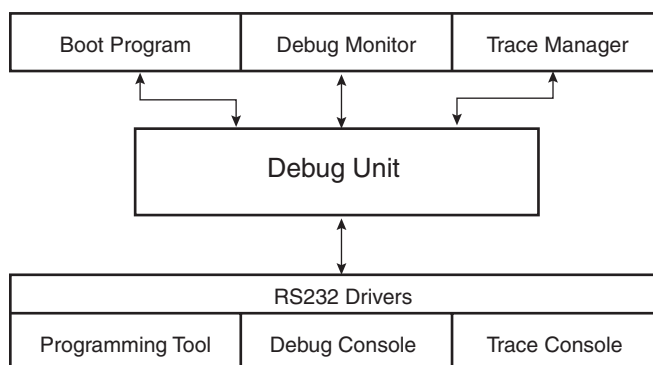 Boot Program Debug Monitor Trace Manager
Debug Unit
RS232 Drivers
Programming Tool Debug Console Trace Console